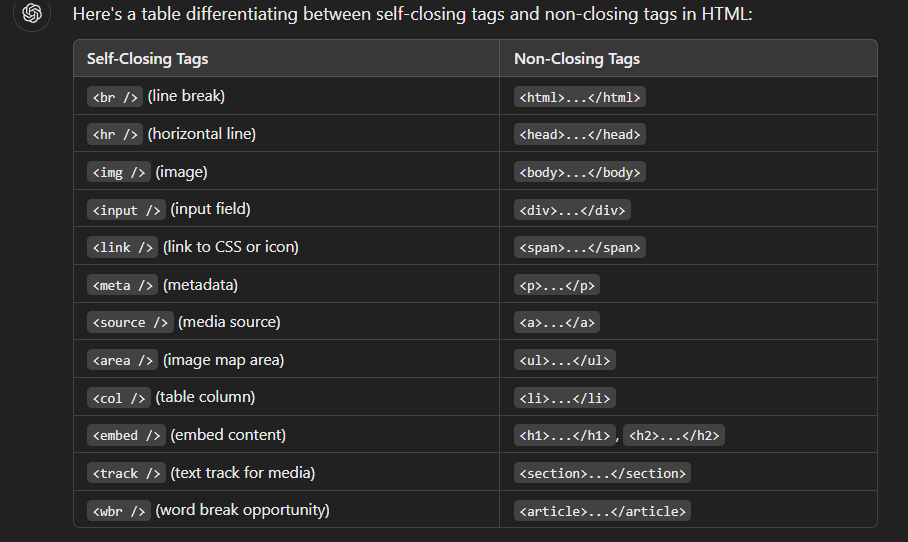 Here's a table differentiating between self-closing tags and non-closing tags in HTML:
Self-Closing Tags Non-Closing Tags
<br /> (line break) <html>...</html>
<hr /> (horizontal line) <head>...</head>
<img /> (image) <body>...</body>
<input /> (input field) <div>...</div>
<link /> (link to CSS or icon) <span>...</span>
<meta /> (metadata) <p>...</p>
<source /> (media source) <a>...</a>
<area /> (image map area) <ul>...</ul>
<col /> (table column) <li>...</li>
<embed /> (embed content) <h1>...</h1>, <h2>...</h2>
<track /> (text track for media) <section>...</section>
<wbr /> (word break opportunity) <article>...</article>